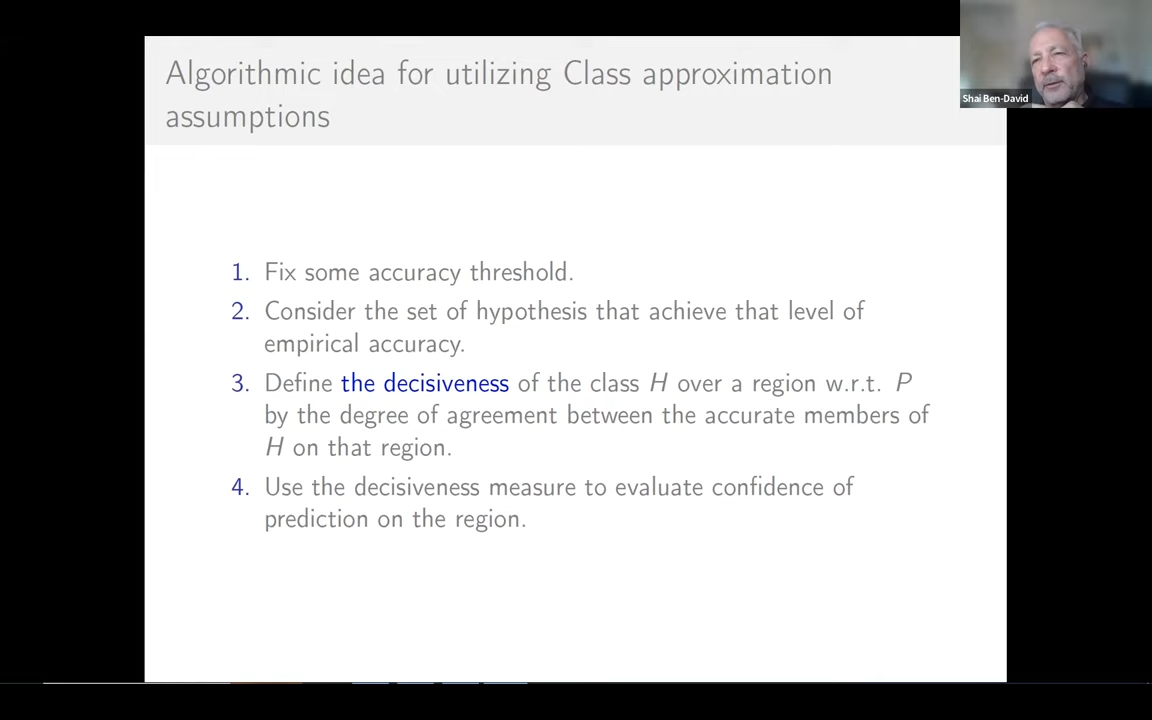 Algorithmic idea for utilizing Class approximation
assumptions
Shai Ben-David
1. Fix some accuracy threshold.
2. Consider the set of hypothesis that achieve that level of
empirical accuracy.
3. Define the decisiveness of the class H over a region w.r.t. P
by the degree of agreement between the accurate members of
H on that region.
4. Use the decisiveness measure to evaluate confidence of
prediction on the region.